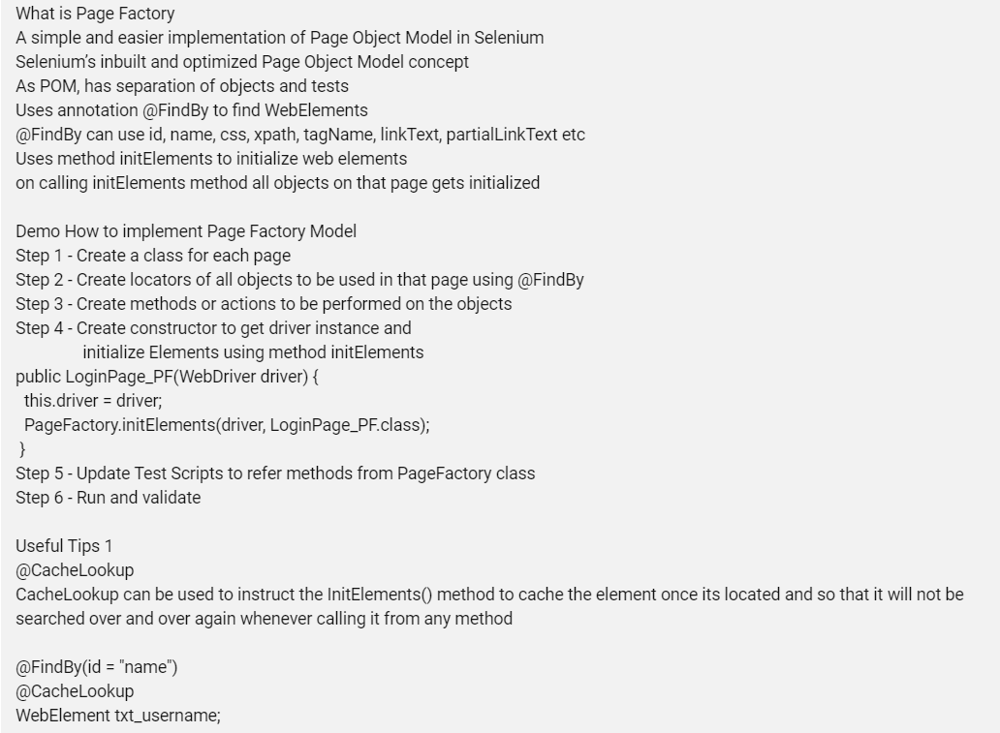 What is Page Factory
A simple and easier implementation of Page Object Model in Selenium
Selenium’s inbuilt and optimized Page Object Model concept
As POM, has separation of objects and tests
Uses annotation @FindBy to find WebElements
@FindBy can use id, name, css, xpath, tagName, linkText, partialLinkText etc
Uses method initElements to initialize web elements
on calling initElements method all objects on that page gets initialized

Demo How to implement Page Factory Model
Step 1 - Create a class for each page
Step 2 - Create locators of all objects to be used in that page using @FindBy
Step 3 - Create methods or actions to be performed on the objects
Step 4 - Create constructor to get driver instance and
initialize Elements using method initElements
public LoginPage_PF(WebDriver driver) {
this.driver = driver;
PageFactory.initElements(driver, LoginPage_PF.class);
}
Step 5 - Update Test Scripts to refer methods from PageFactory class
Step 6 - Run and validate

Useful Tips 1
@CacheLookup
CacheLookup can be used to instruct the InitElements() method to cache the element once its located and so that it will not be
searched over and over again whenever calling it from any method

@FindBy(id = "name")
@CacheLookup
WebElement txt_username;